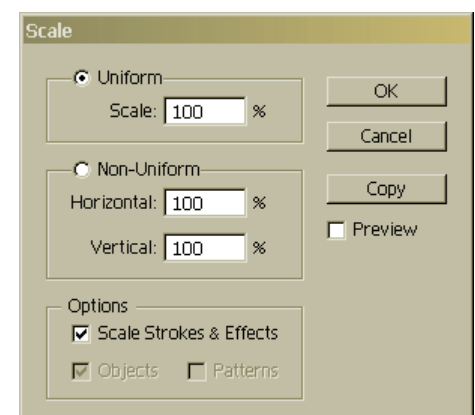 Scale
Uniform
Scale: 100 %
Non-Uniform
Horizontal: 100 %
Vertical: 100 %
Options
Scale Strokes & Effects
Objects Patterns
OK
Cancel
Copy
Preview